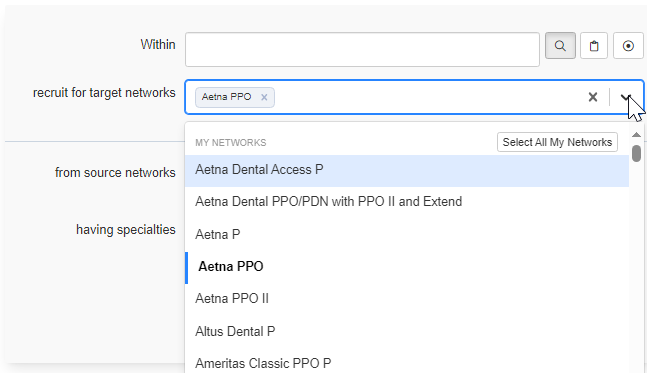 Within
recruit for target networks
Aetna PPO
MY NETWORKS
Select All My Networks
Aetna Dental Access P
from source networks
Aetna Dental PPO/PDN with PPO II and Extend
having specialties
Aetna P
Aetna PPO
Aetna PPO II
Altus Dental P
Ameritas Classic PPO P